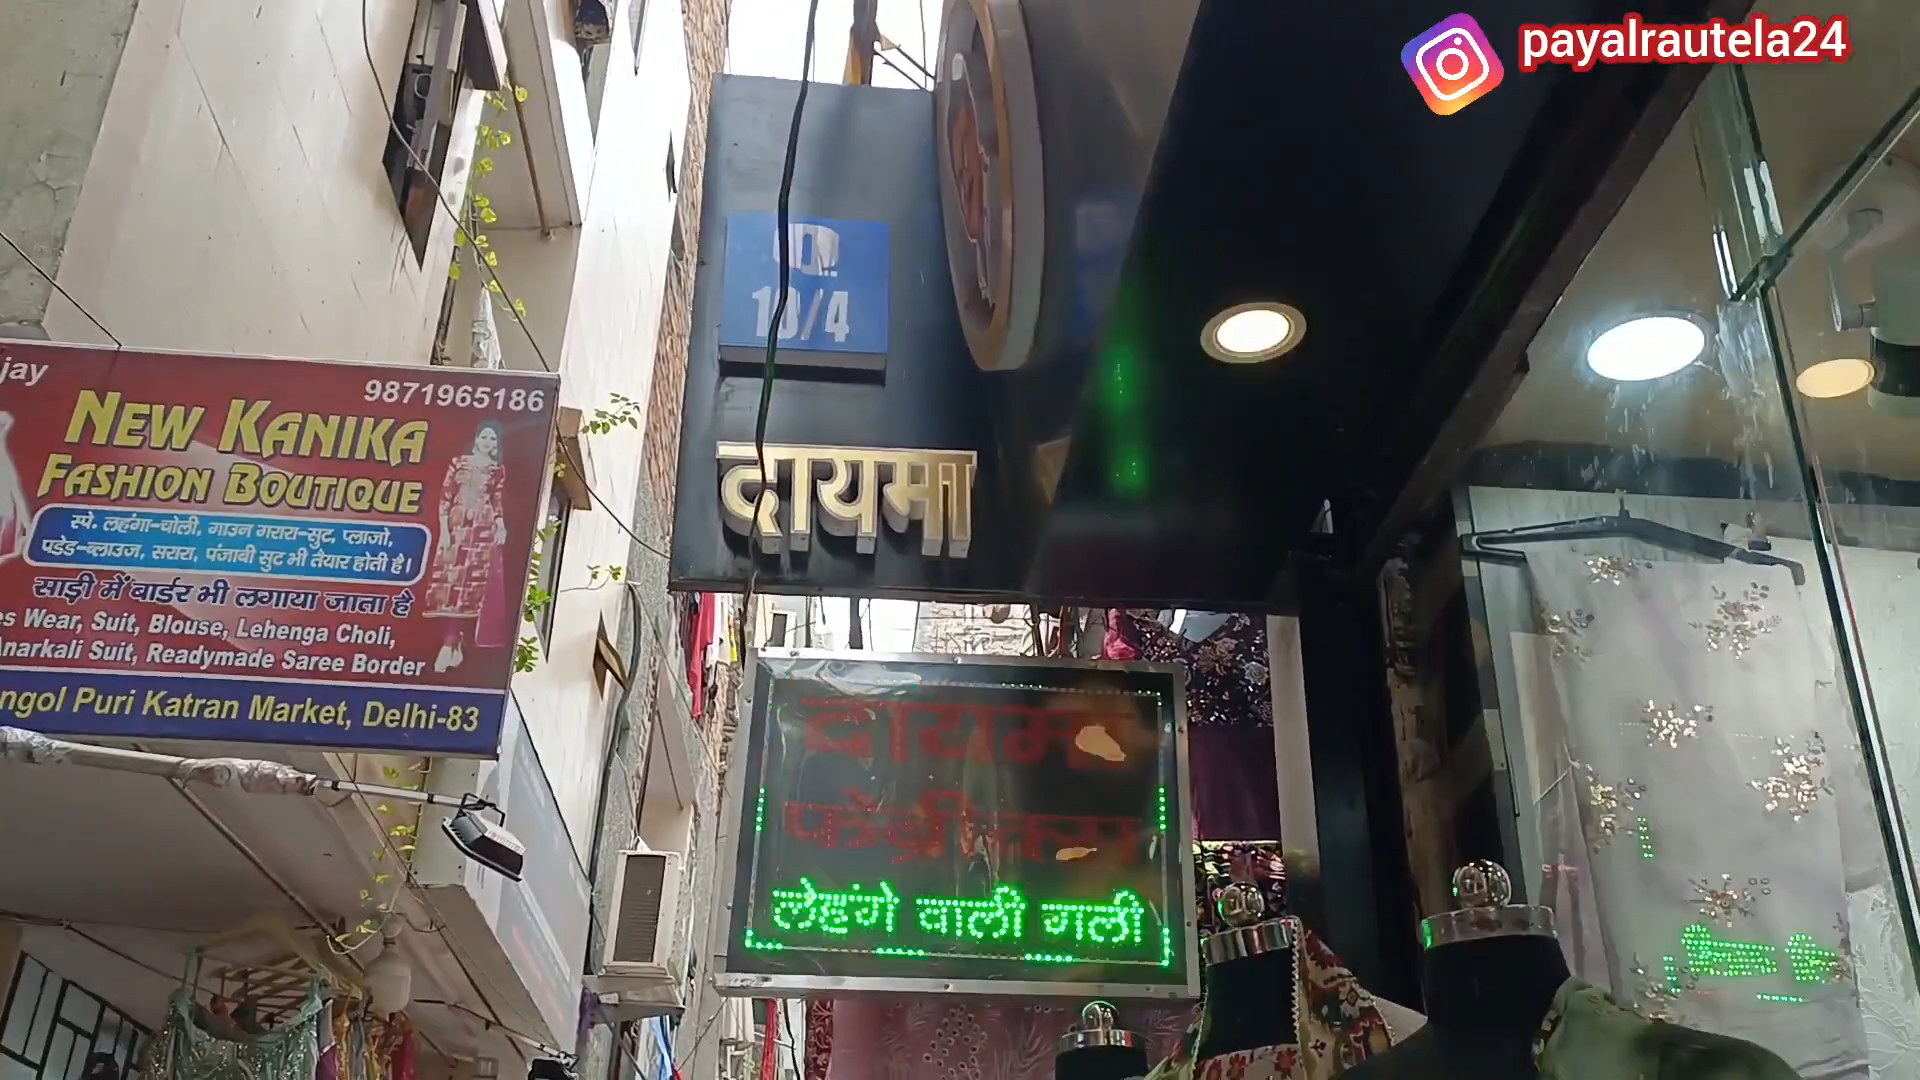 payalrautela24
jay
9871965186
NEW KANIKA
FASHION BOUTIQUE
स्पे. लहंगा-चोली, गाउन गरारा-सुट, प्लाजो,
पडेड-ब्लाउज, सरारा, पंजाबी सुट भी तैयार होती है।
साड़ी में बार्डर भी लगाया जाता है
es Wear, Suit, Blouse, Lehenga Choli,
Anarkali Suit, Readymade Saree Border
ngol Puri Katran Market, Delhi-83
10/4
दायमा
दायमा
फेब्रीक्स
लेहंगे वाली गली